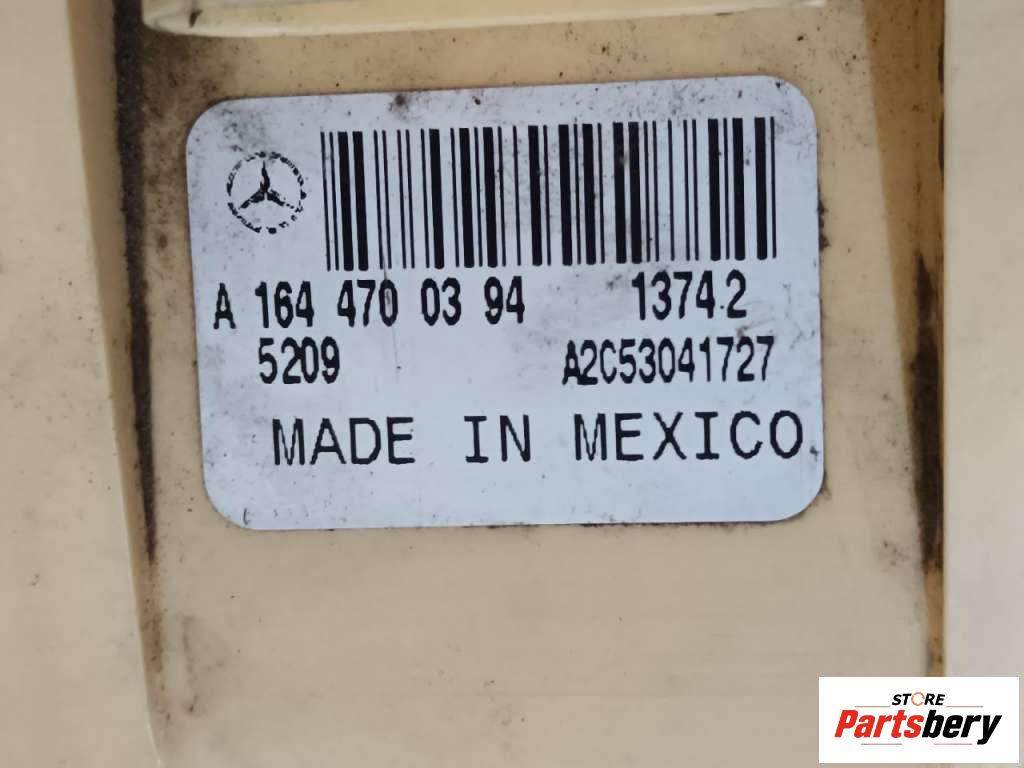 A 164 470 03 94 1374.2
5209 A2C53041727
MADE IN MEXICO
STORE
Partsbery